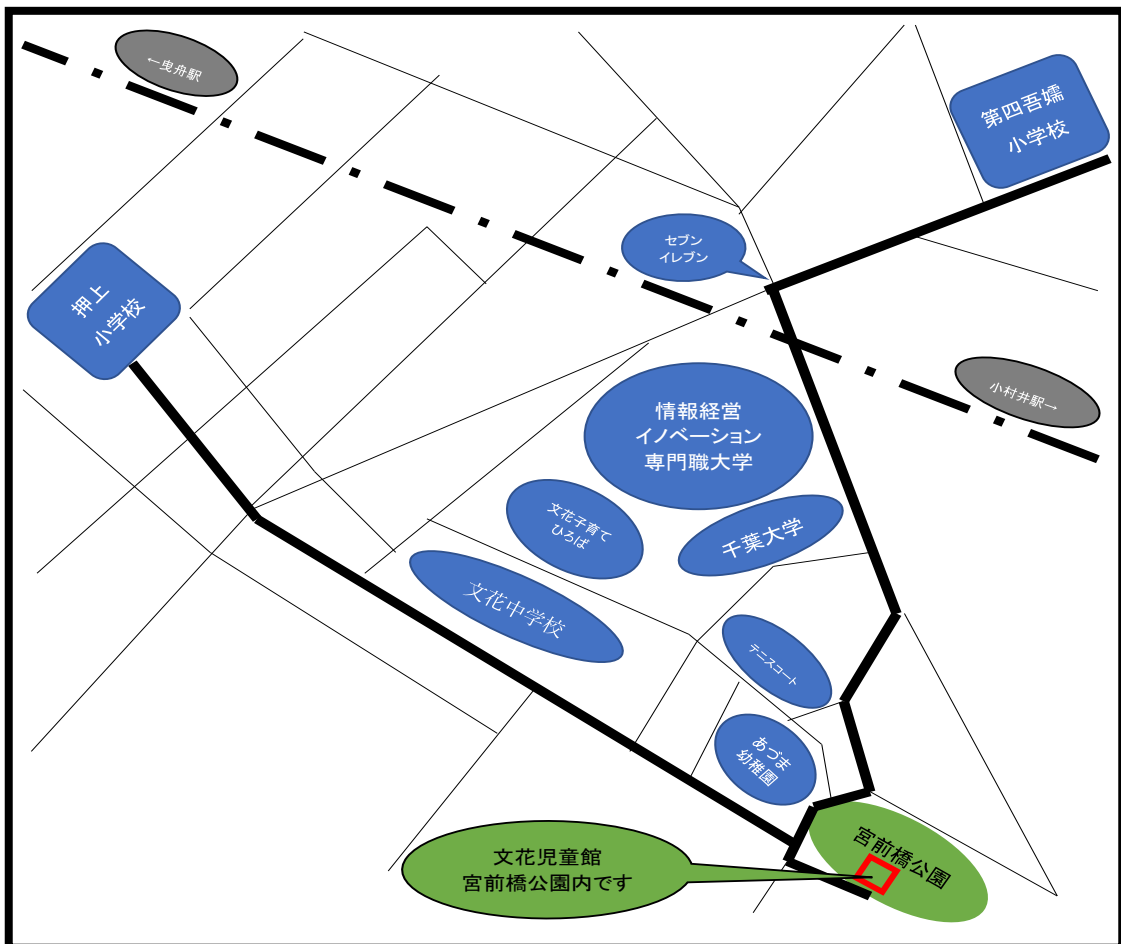 ←曳舟駅
第四吾嬬
小学校
セブン
イレブン
押上
小学校
小村井駅→
情報経営
イノベーション
専門職大学
文花子育て
ひろば
千葉大学
文花中学校
テニスコート
あづま
幼稚園
宮前橋公園
文花児童館
宮前橋公園内です